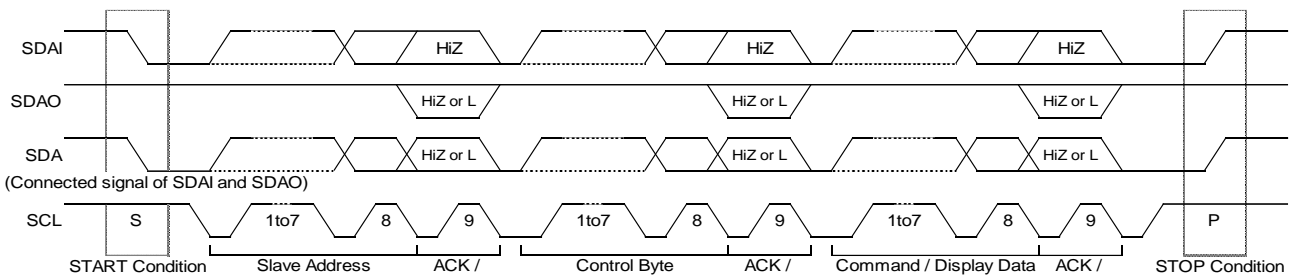 SDAI HiZ HiZ HiZ
SDAO HiZ or L HiZ or L HiZ or L
SDA HiZ or L HiZ or L HiZ or L
(Connected signal of SDAI and SDAO)
SCL S 1to7 8 9 1to7 8 9 1to7 8 9 P
START Condition Slave Address ACK / Control Byte ACK / Command / Display Data ACK / STOP Condition